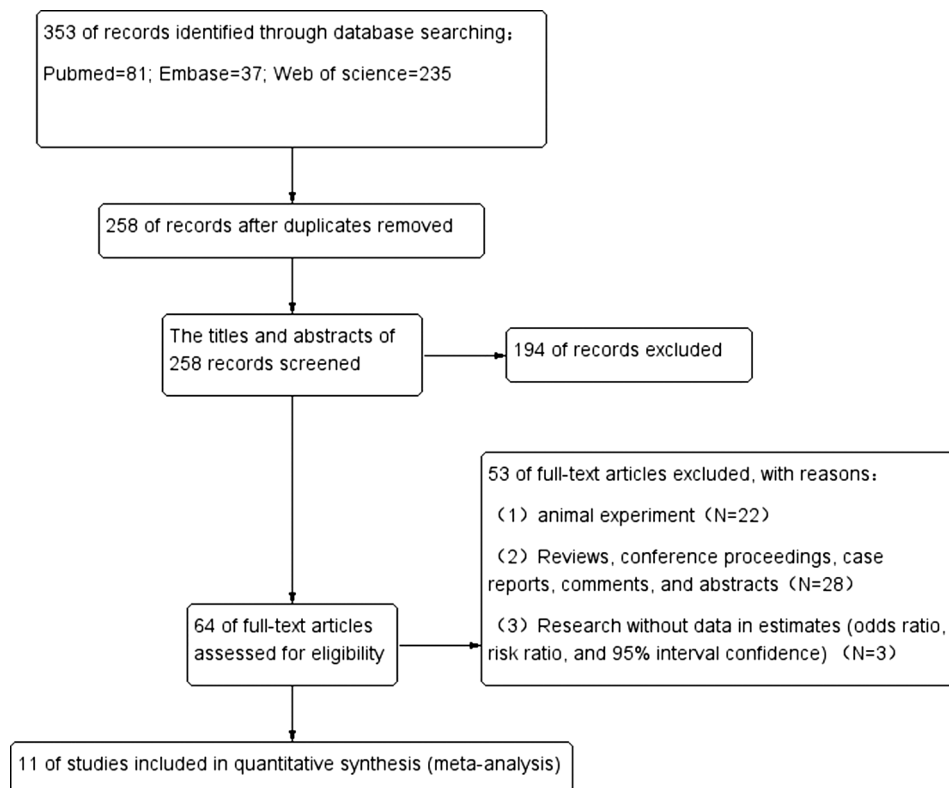 353 of records identified through database searching；
Pubmed=81; Embase=37; Web of science=235
258 of records after duplicates removed
The titles and abstracts of
258 records screened
194 of records excluded
53 of full-text articles excluded, with reasons：
（1）animal experiment（N=22）
（2）Reviews, conference proceedings, case
reports, comments, and abstracts（N=28）
（3）Research without data in estimates (odds ratio,
risk ratio, and 95% interval confidence) （N=3）
64 of full-text articles
assessed for eligibility
11 of studies included in quantitative synthesis (meta-analysis)